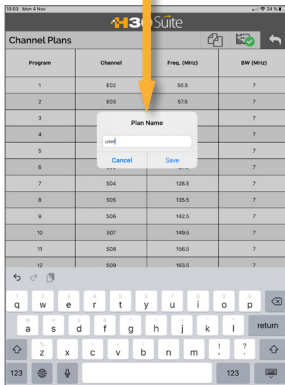 10:03 Mon 4 Nov 24 %
H30 Suite
Channel Plans
Program Channel Freq. (MHz) BW (MHz)
1 E02 50.5 7
2 E03 57.5 7
3 7
4 7
5 7
6 7
7 S04 128.5 7
8 S05 135.5 7
9 S06 142.5 7
10 S07 149.5 7
11 S08 156.5 7
12 S09 163.5 7
Plan Name
user
Cancel Save
q w e r t y u i o p
a s d f g h j k l return
z x c v b n m ! , ? .
123 123